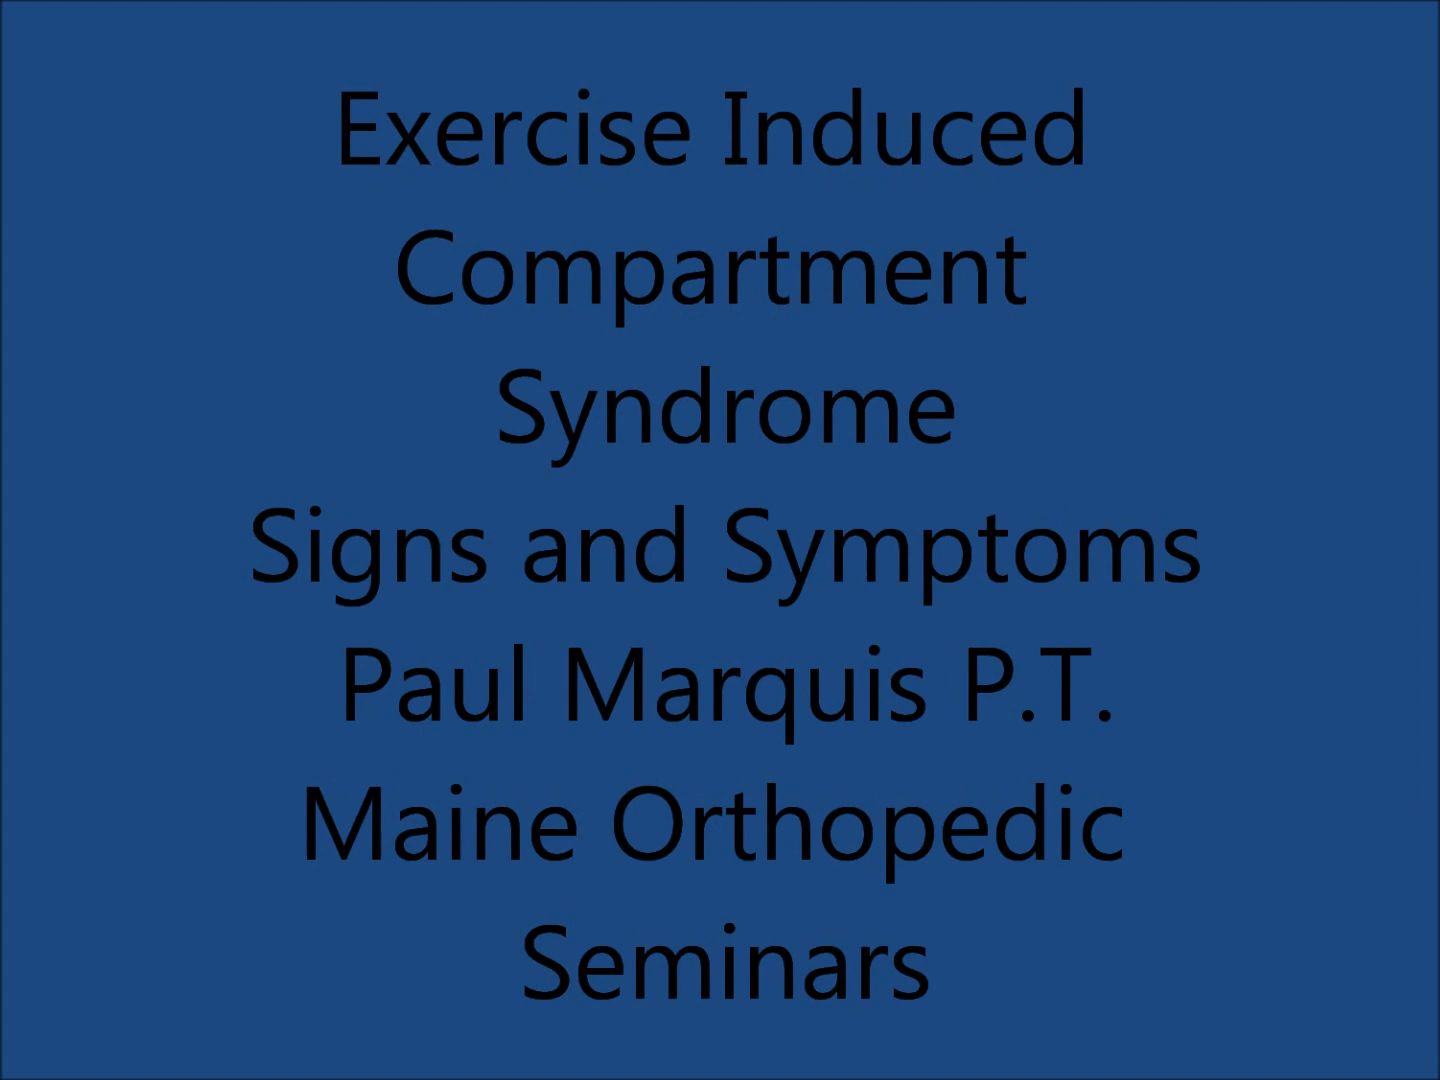 Exercise Induced
Compartment
Syndrome
Signs and Symptoms
Paul Marquis P.T.
Maine Orthopedic
Seminars